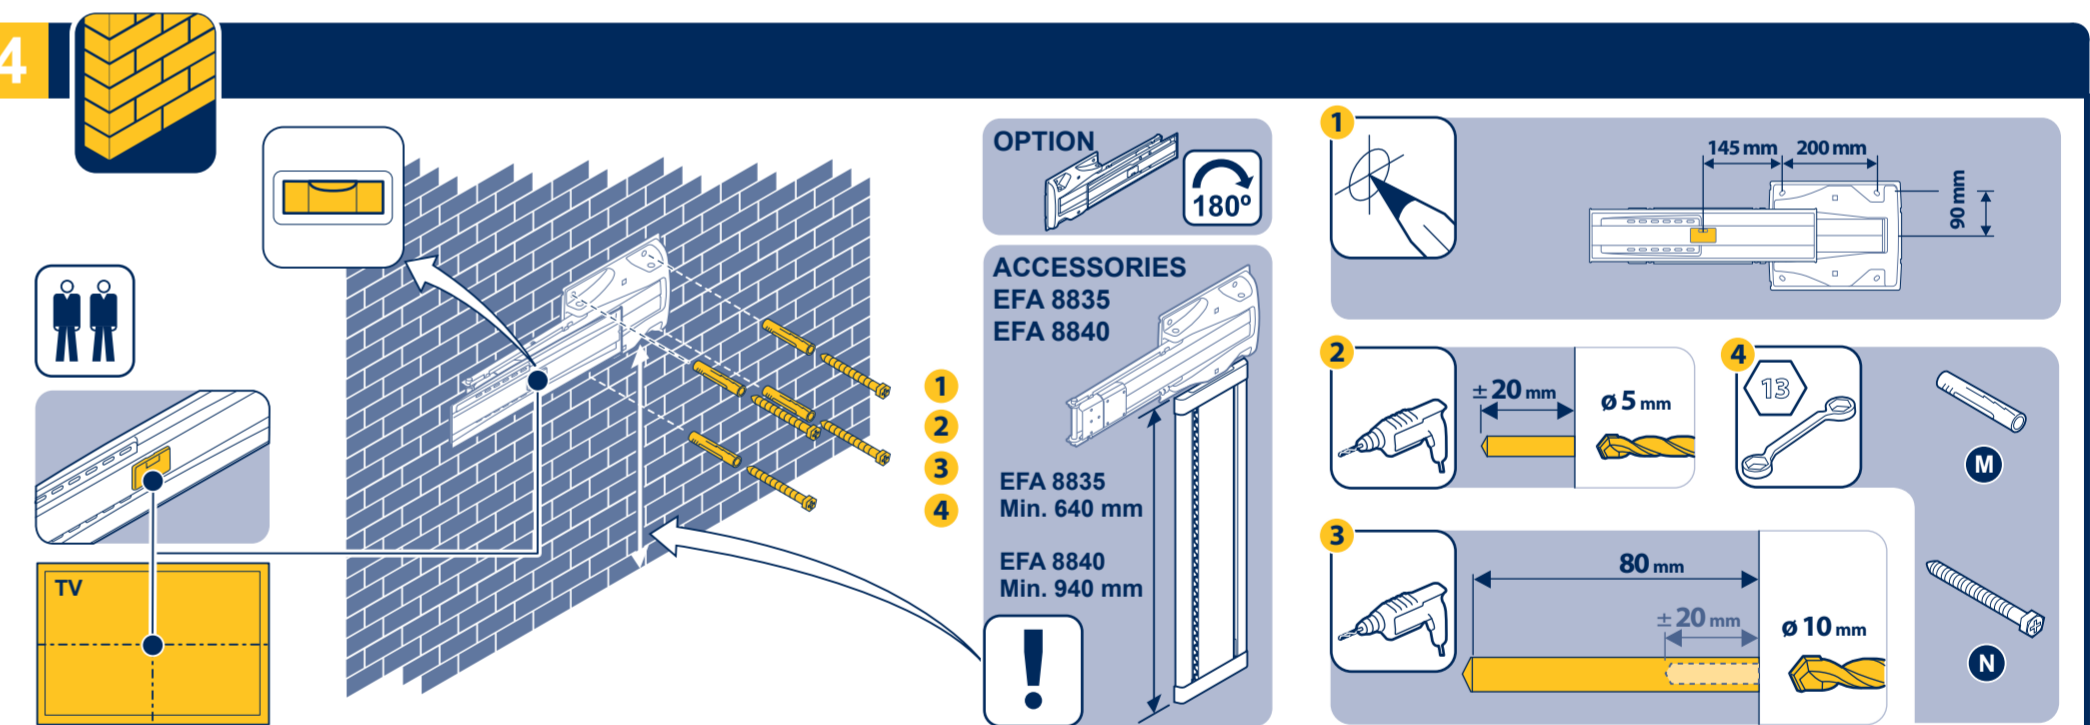 4
TV
1
2
3
4
OPTION
180º
ACCESSORIES
EFA 8835
EFA 8840
EFA 8835
Min. 640 mm
EFA 8840
Min. 940 mm
!
1
145 mm
200 mm
90 mm
2
± 20 mm
ø 5 mm
3
80 mm
± 20 mm
ø 10 mm
4
13
M
N